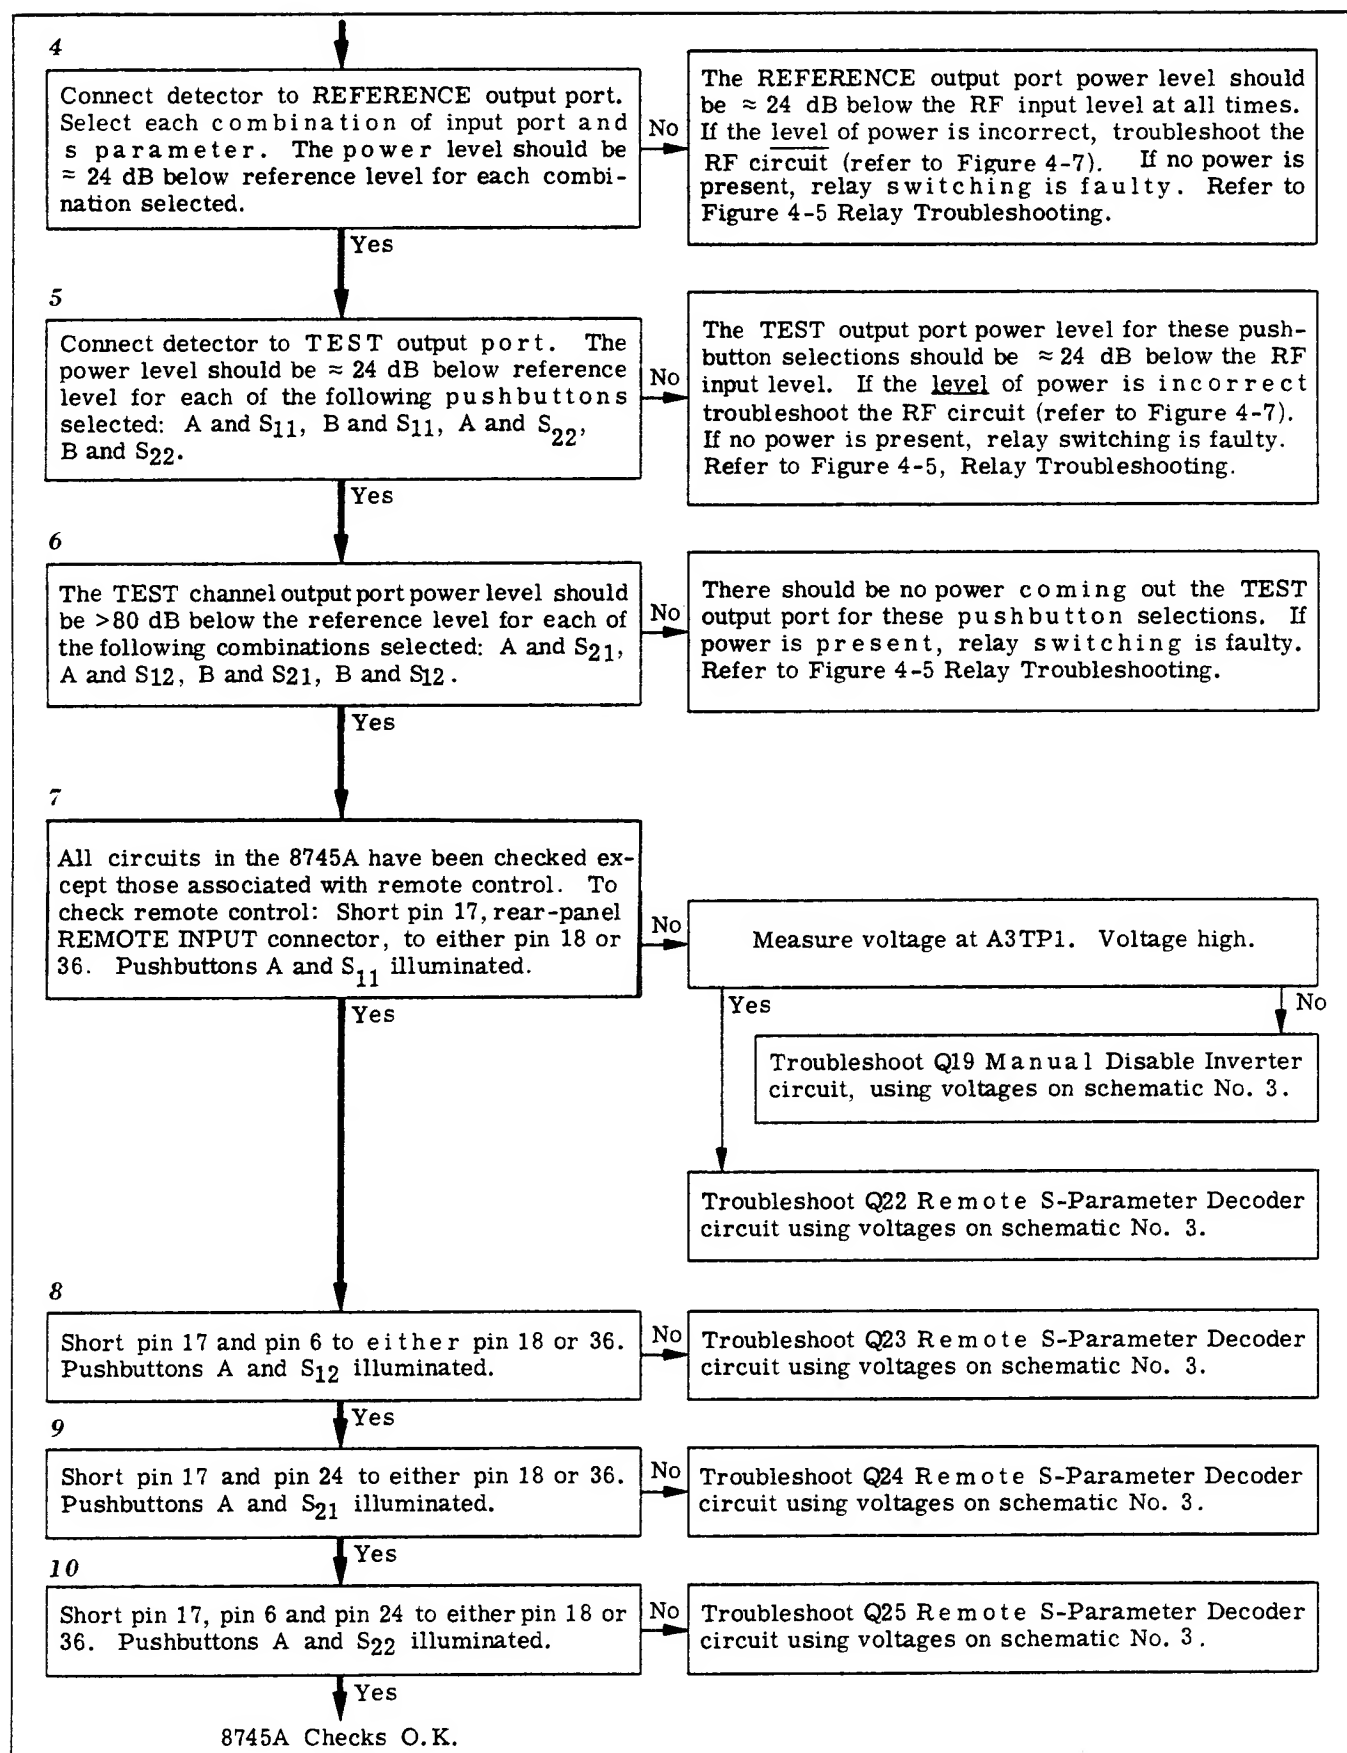 4
Connect detector to REFERENCE output port.
Select each combination of input port and
s parameter. The power level should be
≈ 24 dB below reference level for each combi-
nation selected.
No
The REFERENCE output port power level should
be ≈ 24 dB below the RF input level at all times.
If the level of power is incorrect, troubleshoot the
RF circuit (refer to Figure 4-7). If no power is
present, relay switching is faulty. Refer to
Figure 4-5 Relay Troubleshooting.
Yes
5
Connect detector to TEST output port. The
power level should be ≈ 24 dB below reference
level for each of the following pushbuttons
selected: A and S11, B and S11, A and S22,
B and S22.
No
The TEST output port power level for these push-
button selections should be ≈ 24 dB below the RF
input level. If the level of power is incorrect
troubleshoot the RF circuit (refer to Figure 4-7).
If no power is present, relay switching is faulty.
Refer to Figure 4-5, Relay Troubleshooting.
Yes
6
The TEST channel output port power level should
be >80 dB below the reference level for each of
the following combinations selected: A and S21,
A and S12, B and S21, B and S12.
No
There should be no power coming out the TEST
output port for these pushbutton selections. If
power is present, relay switching is faulty.
Refer to Figure 4-5 Relay Troubleshooting.
Yes
7
All circuits in the 8745A have been checked ex-
cept those associated with remote control. To
check remote control: Short pin 17, rear-panel
REMOTE INPUT connector, to either pin 18 or
36. Pushbuttons A and S11 illuminated.
No
Measure voltage at A3TP1. Voltage high.
Yes
Yes
No
Troubleshoot Q19 Manual Disable Inverter
circuit, using voltages on schematic No. 3.
Troubleshoot Q22 Remote S-Parameter Decoder
circuit using voltages on schematic No. 3.
8
Short pin 17 and pin 6 to either pin 18 or 36.
Pushbuttons A and S12 illuminated.
No
Troubleshoot Q23 Remote S-Parameter Decoder
circuit using voltages on schematic No. 3.
Yes
9
Short pin 17 and pin 24 to either pin 18 or 36.
Pushbuttons A and S21 illuminated.
No
Troubleshoot Q24 Remote S-Parameter Decoder
circuit using voltages on schematic No. 3.
Yes
10
Short pin 17, pin 6 and pin 24 to either pin 18 or
36. Pushbuttons A and S22 illuminated.
No
Troubleshoot Q25 Remote S-Parameter Decoder
circuit using voltages on schematic No. 3.
Yes
8745A Checks O.K.